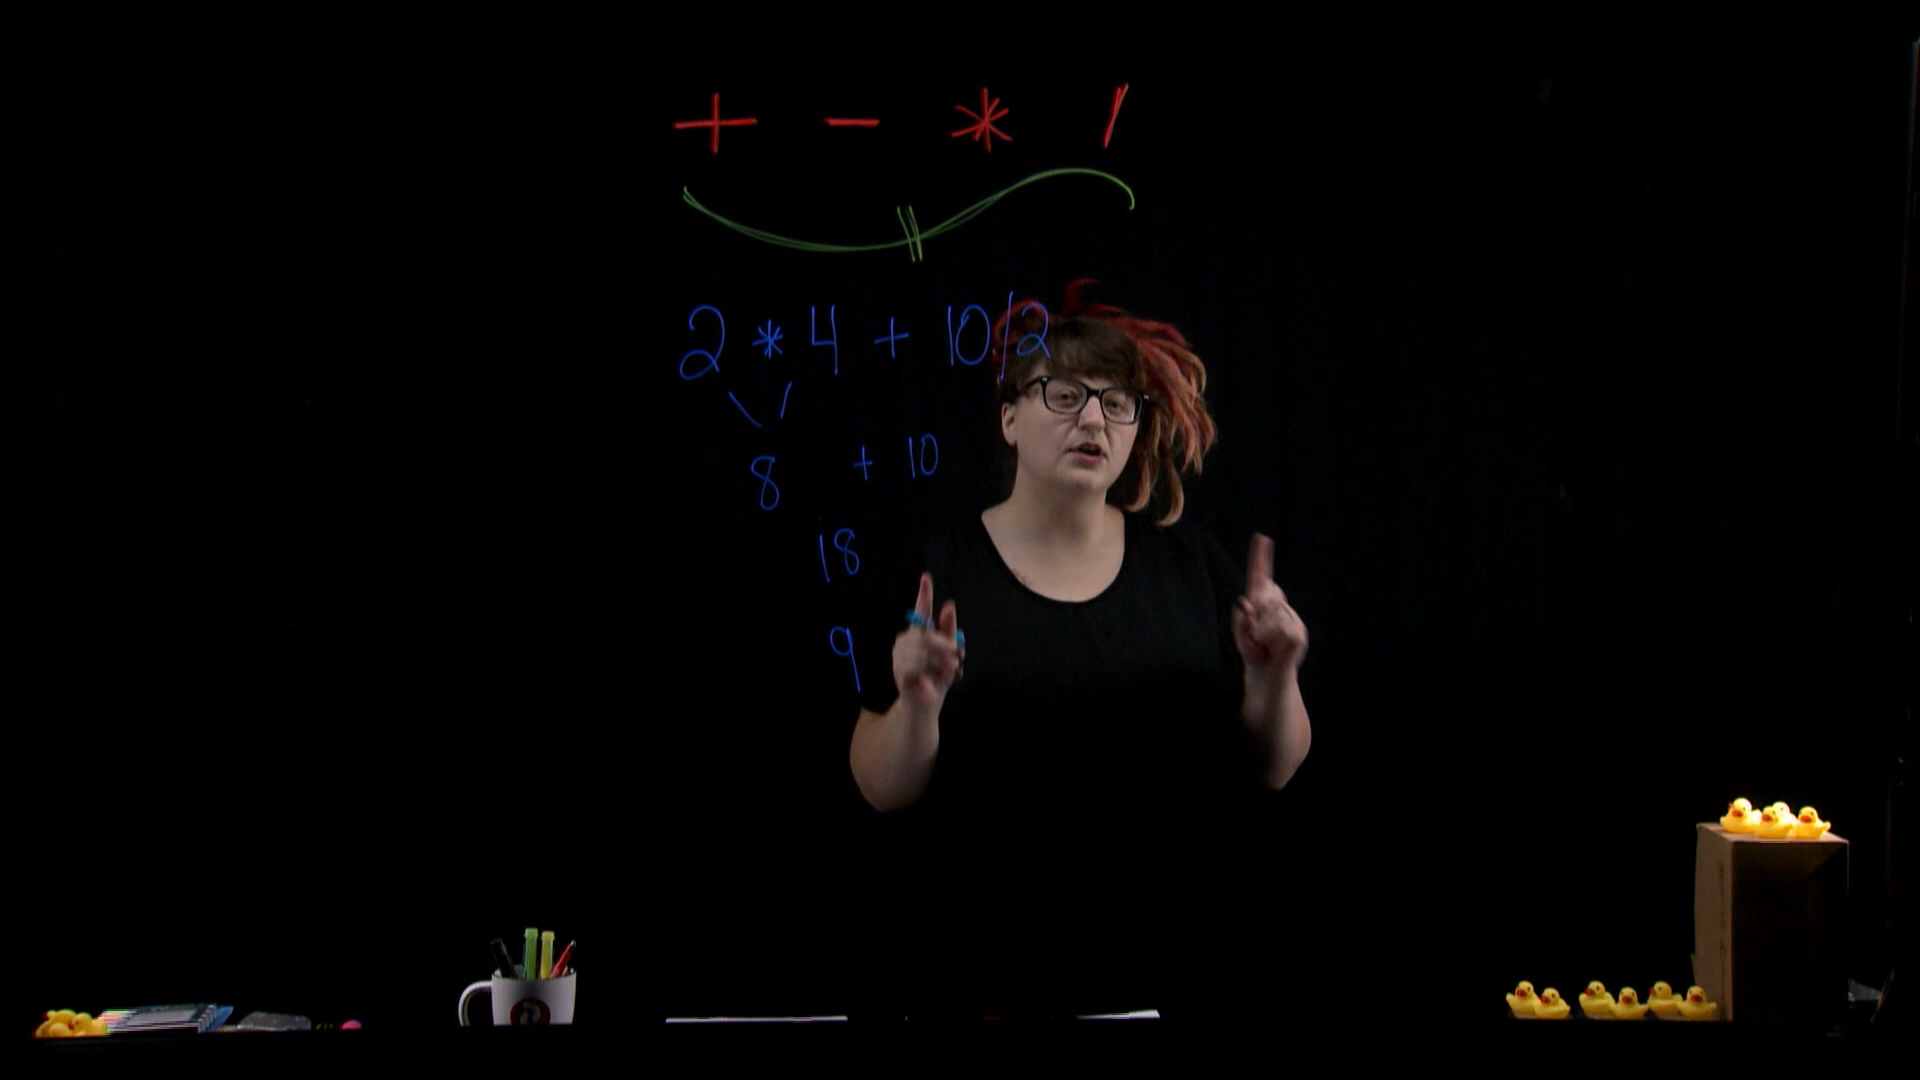 + - * /
2 * 4 + 10/2
8 + 10
18
9